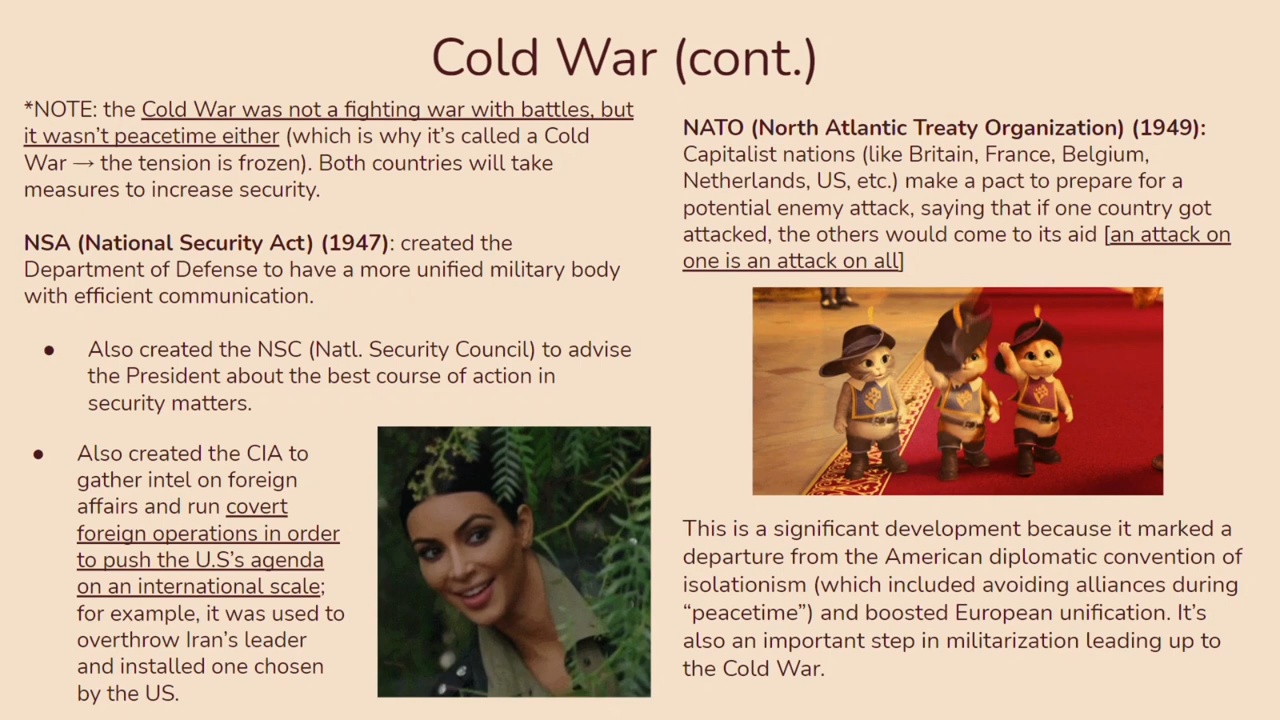 Cold War (cont.)
*NOTE: the Cold War was not a fighting war with battles, but
it wasn't peacetime either (which is why it's called a Cold
War → the tension is frozen). Both countries will take
measures to increase security.
NSA (National Security Act) (1947): created the
Department of Defense to have a more unified military body
with efficient communication.
● Also created the NSC (Natl. Security Council) to advise
the President about the best course of action in
security matters.
● Also created the CIA to
gather intel on foreign
affairs and run covert
foreign operations in order
to push the U.S's agenda
on an international scale;
for example, it was used to
overthrow Iran's leader
and installed one chosen
by the US.
NATO (North Atlantic Treaty Organization) (1949):
Capitalist nations (like Britain, France, Belgium,
Netherlands, US, etc.) make a pact to prepare for a
potential enemy attack, saying that if one country got
attacked, the others would come to its aid [an attack on
one is an attack on all]
This is a significant development because it marked a
departure from the American diplomatic convention of
isolationism (which included avoiding alliances during
“peacetime”) and boosted European unification. It's
also an important step in militarization leading up to
the Cold War.